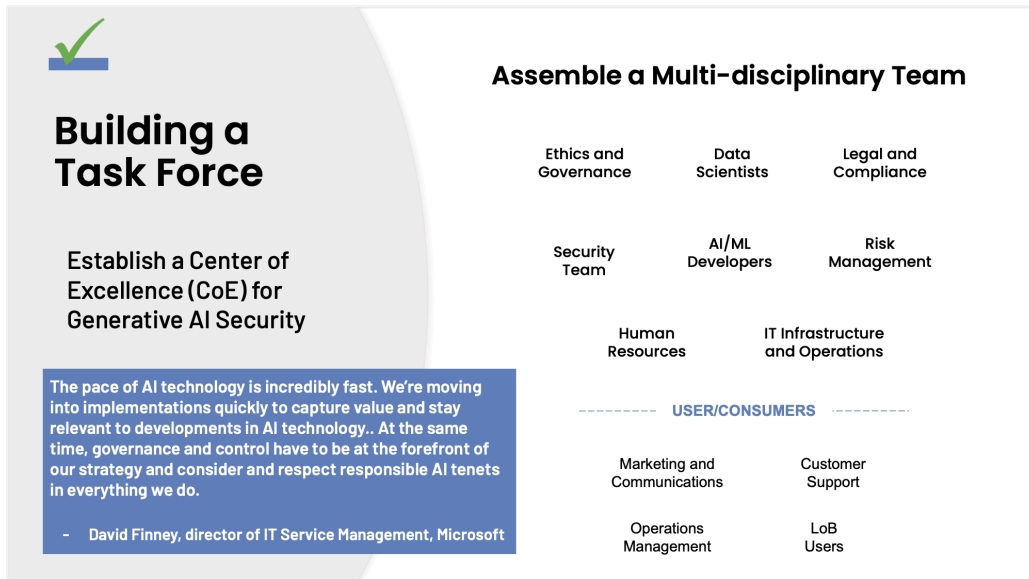 Building a
Task Force
Establish a Center of
Excellence (CoE) for
Generative AI Security
The pace of AI technology is incredibly fast. We're moving
into implementations quickly to capture value and stay
relevant to developments in AI technology.. At the same
time, governance and control have to be at the forefront of
our strategy and consider and respect responsible AI tenets
in everything we do.
- David Finney, director of IT Service Management, Microsoft
Assemble a Multi-disciplinary Team
Ethics and
Governance
Data
Scientists
Legal and
Compliance
Security
Team
AI/ML
Developers
Risk
Management
Human
Resources
IT Infrastructure
and Operations
USER/CONSUMERS
Marketing and
Communications
Customer
Support
Operations
Management
LoB
Users